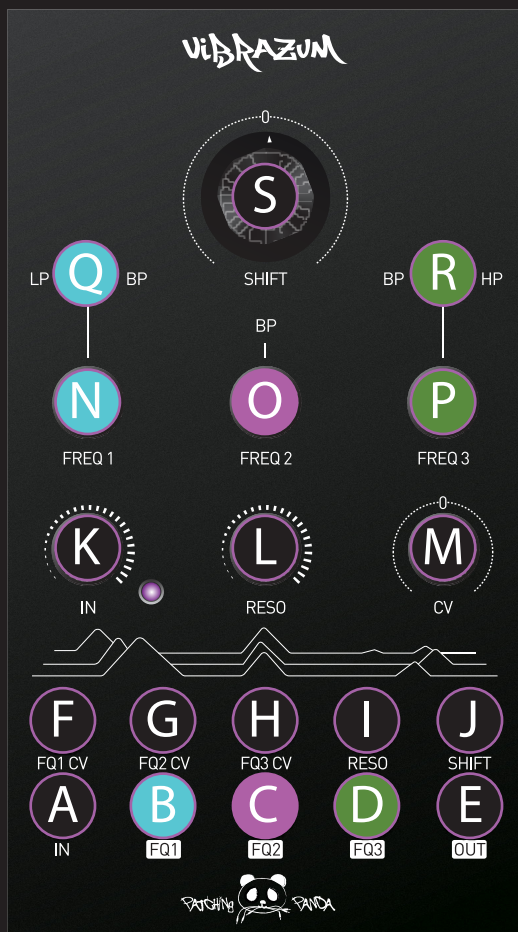 ViBRAZUM
0
S
SHIFT
LP Q BP
BP R HP
BP
N O P
FREQ 1 FREQ 2 FREQ 3
0
K L M
IN RESO CV
F G H I J
FQ1 CV FQ2 CV FQ3 CV RESO SHIFT
A B C D E
IN FQ1 FQ2 FQ3 OUT
PATCHING PANDA